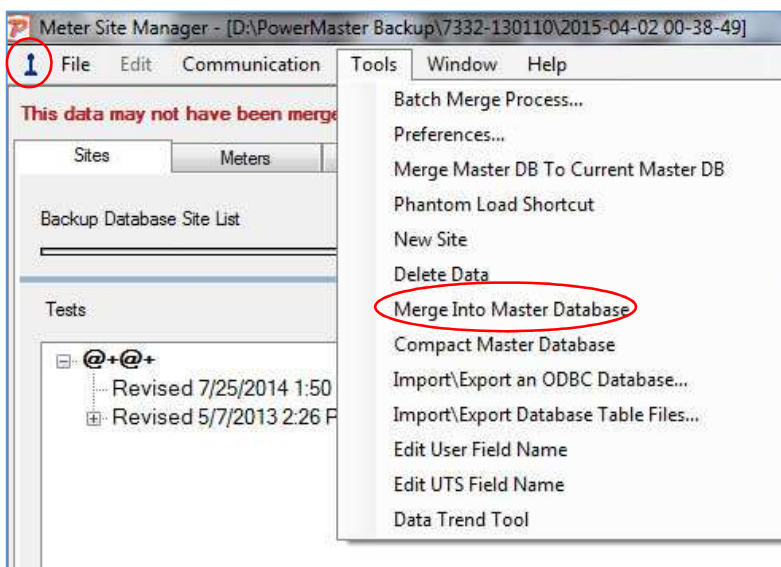 Meter Site Manager - [D:\PowerMaster Backup\7332-130110\2015-04-02 00-38-49]
File Edit Communication Tools Window Help
This data may not have been merge
Sites Meters
Backup Database Site List
Tests
@+@+
Revised 7/25/2014 1:50
Revised 5/7/2013 2:26 P
Batch Merge Process...
Preferences...
Merge Master DB To Current Master DB
Phantom Load Shortcut
New Site
Delete Data
Merge Into Master Database
Compact Master Database
Import\Export an ODBC Database...
Import\Export Database Table Files...
Edit User Field Name
Edit UTS Field Name
Data Trend Tool